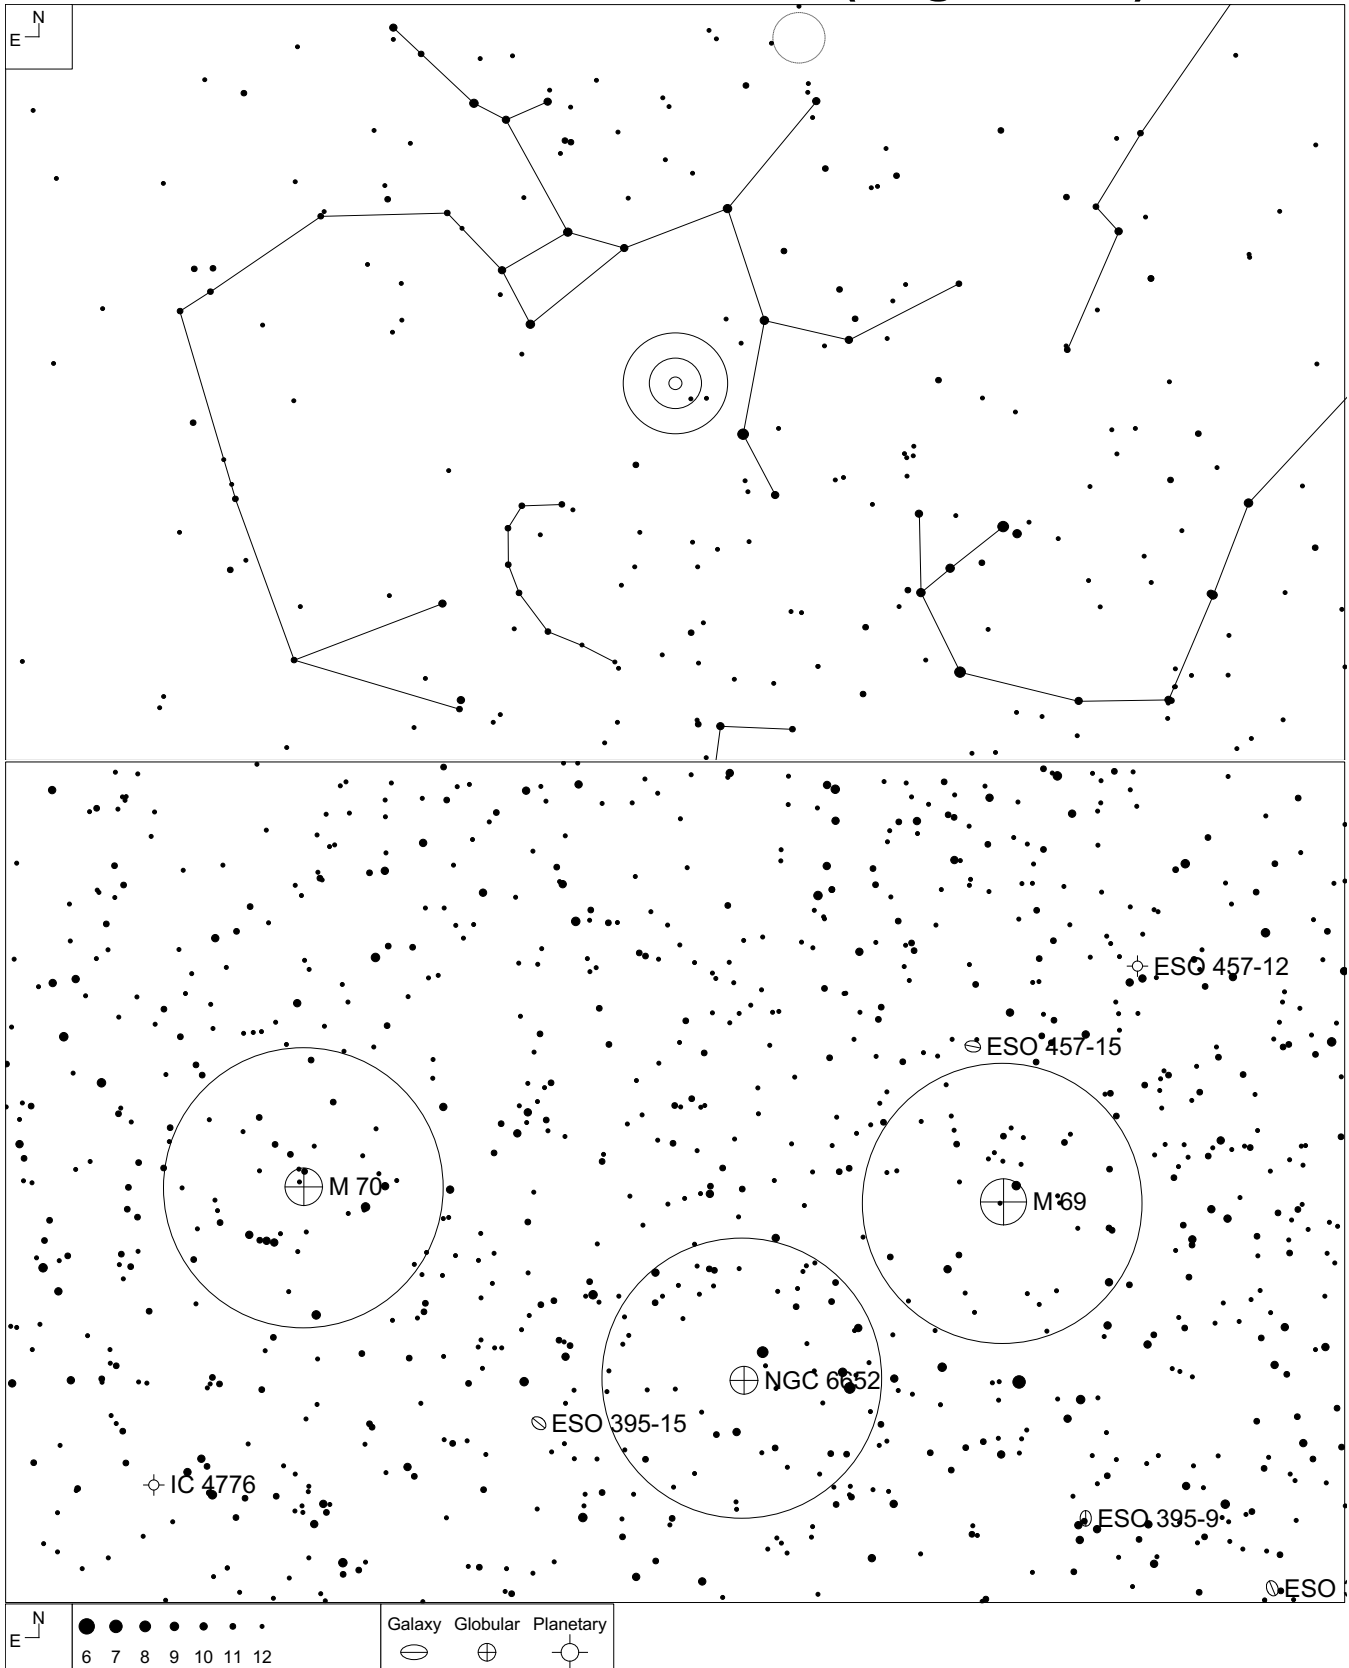 N
E
ESO 457-12
ESO 457-15
M 70
M 69
NGC 6652
ESO 395-15
IC 4776
ESO 395-9
ESO
N
E
6 7 8 9 10 11 12
Galaxy Globular Planetary